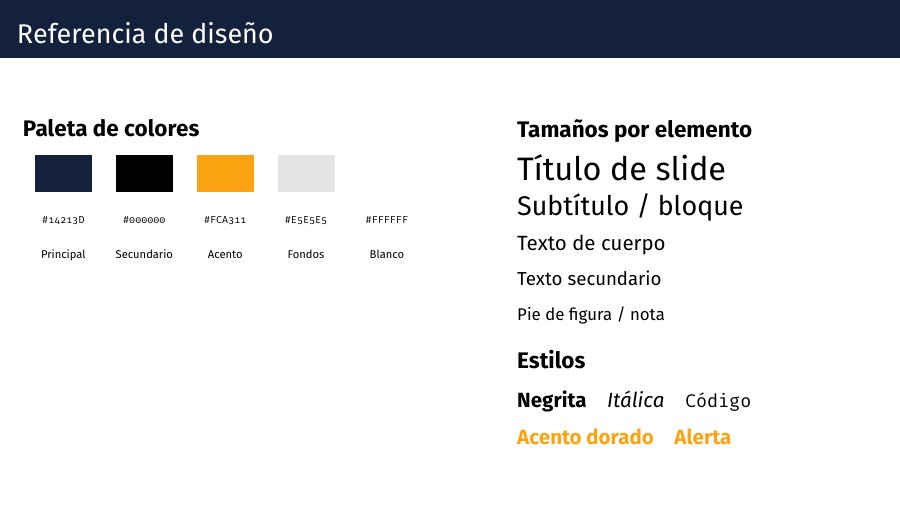 Referencia de diseño
Paleta de colores
#14213D #000000 #FCA311 #E5E5E5 #FFFFFF
Principal Secundario Acento Fondos Blanco
Tamaños por elemento
Título de slide
Subtítulo / bloque
Texto de cuerpo
Texto secundario
Pie de figura / nota
Estilos
Negrita Itálica Código
Acento dorado Alerta